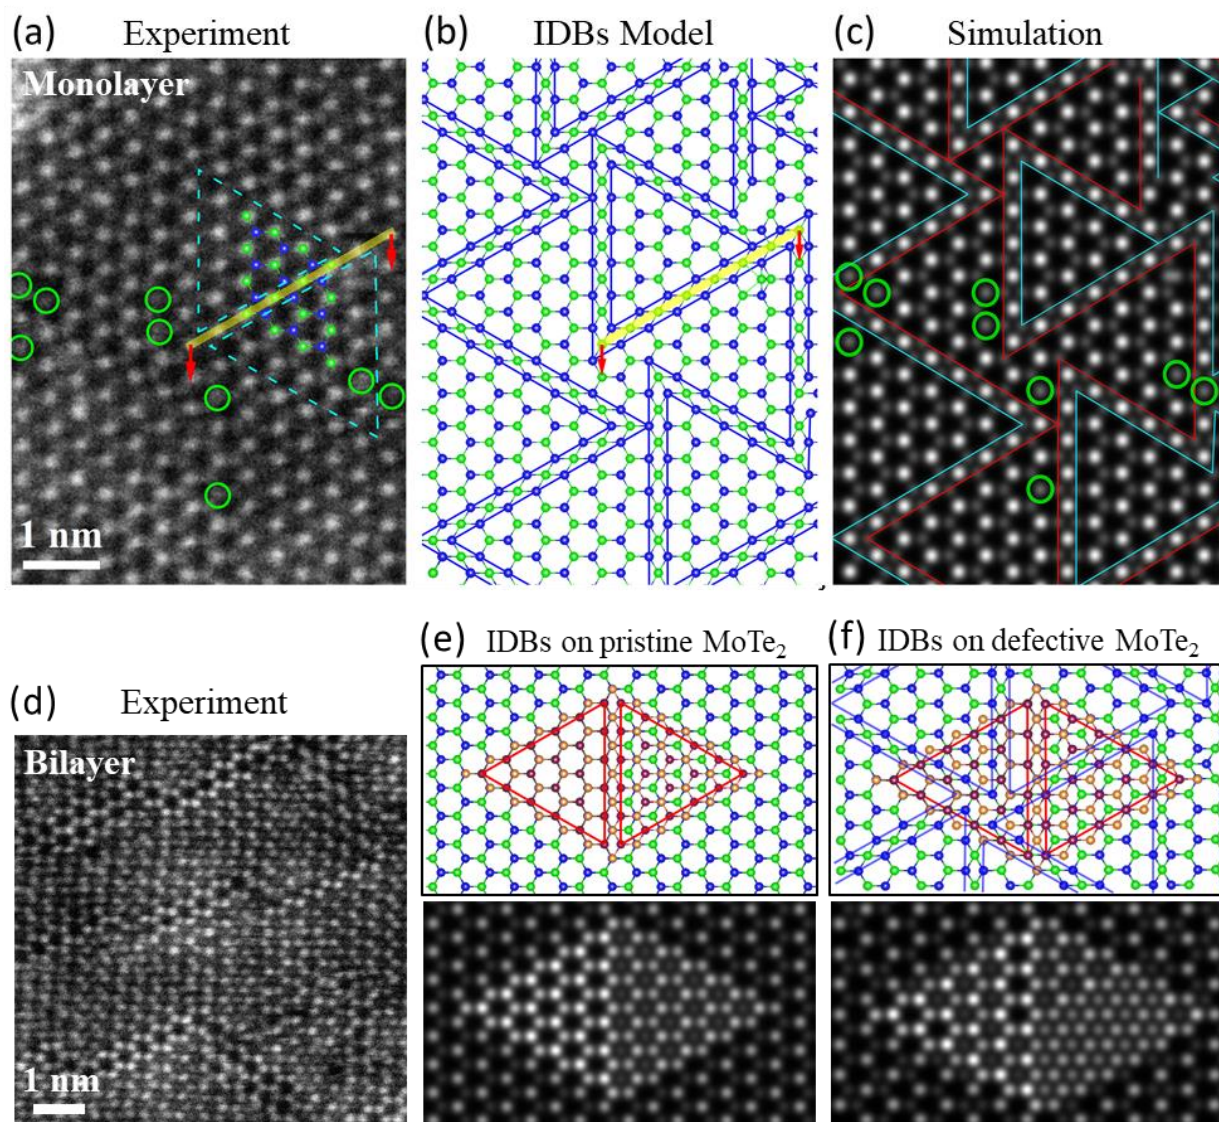 (a) Experiment
(b) IDBs Model
(c) Simulation
Monolayer
1 nm
(d) Experiment
Bilayer
1 nm
(e) IDBs on pristine MoTe₂
(f) IDBs on defective MoTe₂